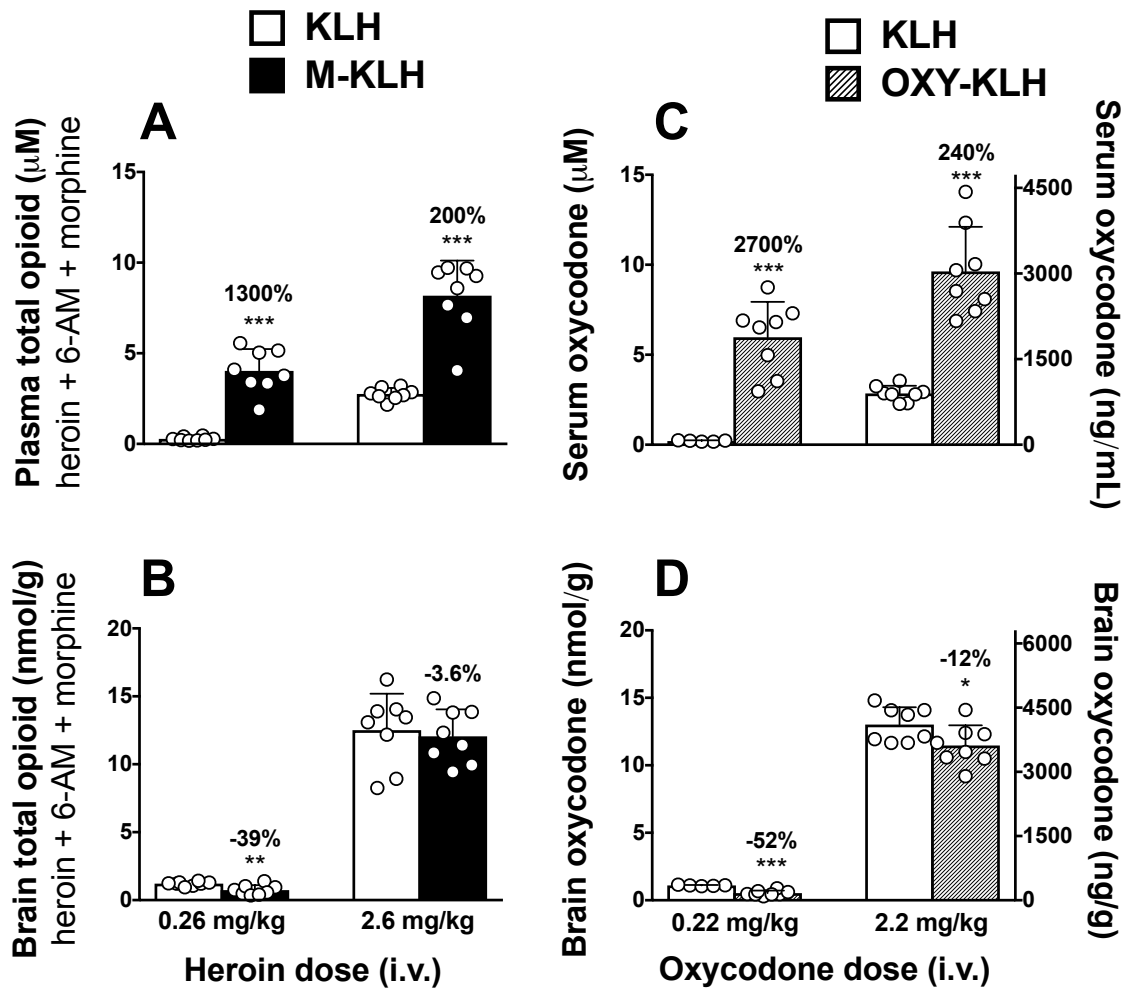 KLH
M-KLH
KLH
OXY-KLH
A
Plasma total opioid (μM)
heroin + 6-AM + morphine
15
10
5
0
1300%
***
200%
***
C
Serum oxycodone (μM)
15
10
5
0
2700%
***
240%
***
4500
3000
1500
0
Serum oxycodone (ng/mL)
B
Brain total opioid (nmol/g)
heroin + 6-AM + morphine
20
15
10
5
0
-39%
**
-3.6%
0.26 mg/kg
2.6 mg/kg
Heroin dose (i.v.)
D
Brain oxycodone (nmol/g)
20
15
10
5
0
-52%
***
-12%
*
6000
4500
3000
1500
0
Brain oxycodone (ng/g)
0.22 mg/kg
2.2 mg/kg
Oxycodone dose (i.v.)